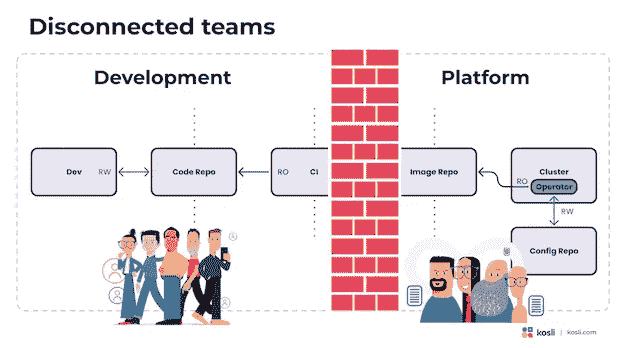 Disconnected teams
Development
Platform
Dev
RW
Code Repo
RO
CI
Image Repo
RO
Cluster
Operator
RW
Config Repo
kosli | kosli.com